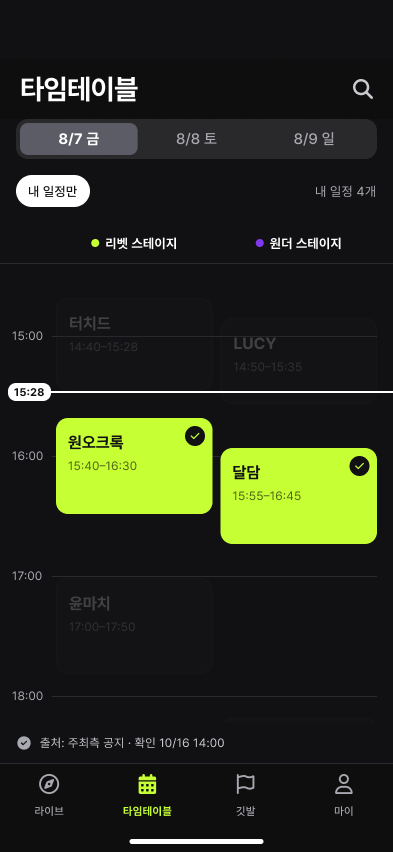 타임테이블
8/7 금
8/8 토
8/9 일
내 일정만
내 일정 4개
리벳 스테이지
원더 스테이지
터치드
14:40–15:28
15:00
LUCY
14:50–15:35
15:28
원오크록
15:40–16:30
16:00
달담
15:55–16:45
17:00
윤마치
17:00–17:50
18:00
출처: 주최측 공지 · 확인 10/16 14:00
라이브
타임테이블
깃발
마이